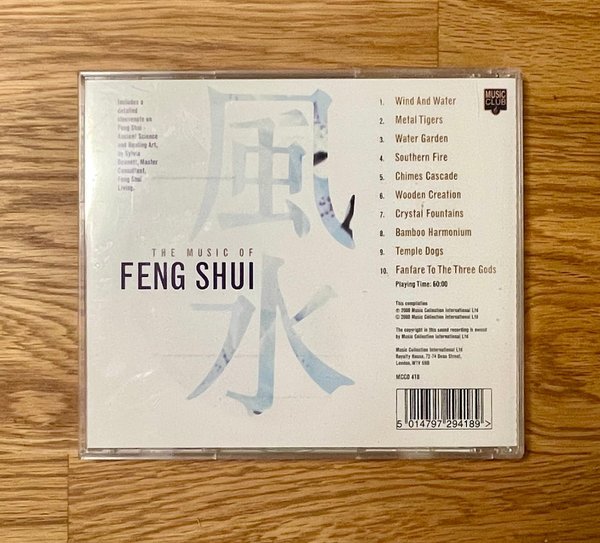 Includes a
detailed
sleevenote on
Feng Shui -
Ancient Science
and Healing Art,
by Sylvia
Bennett, Master
Consultant,
Feng Shui
Living.
風
水
THE MUSIC OF
FENG SHUI
1. Wind And Water
2. Metal Tigers
3. Water Garden
4. Southern Fire
5. Chimes Cascade
6. Wooden Creation
7. Crystal Fountains
8. Bamboo Harmonium
9. Temple Dogs
10. Fanfare To The Three Gods
Playing Time: 60:00
This compilation
℗ 2000 Music Collection International Ltd
© 2000 Music Collection International Ltd
The copyright in this sound recording is owned
by Music Collection International Ltd
Music Collection International Ltd
Royalty House, 72-74 Dean Street,
London, W1V 5HB
MCCD 418
5 014797 294189 >
MUSIC
CLUB